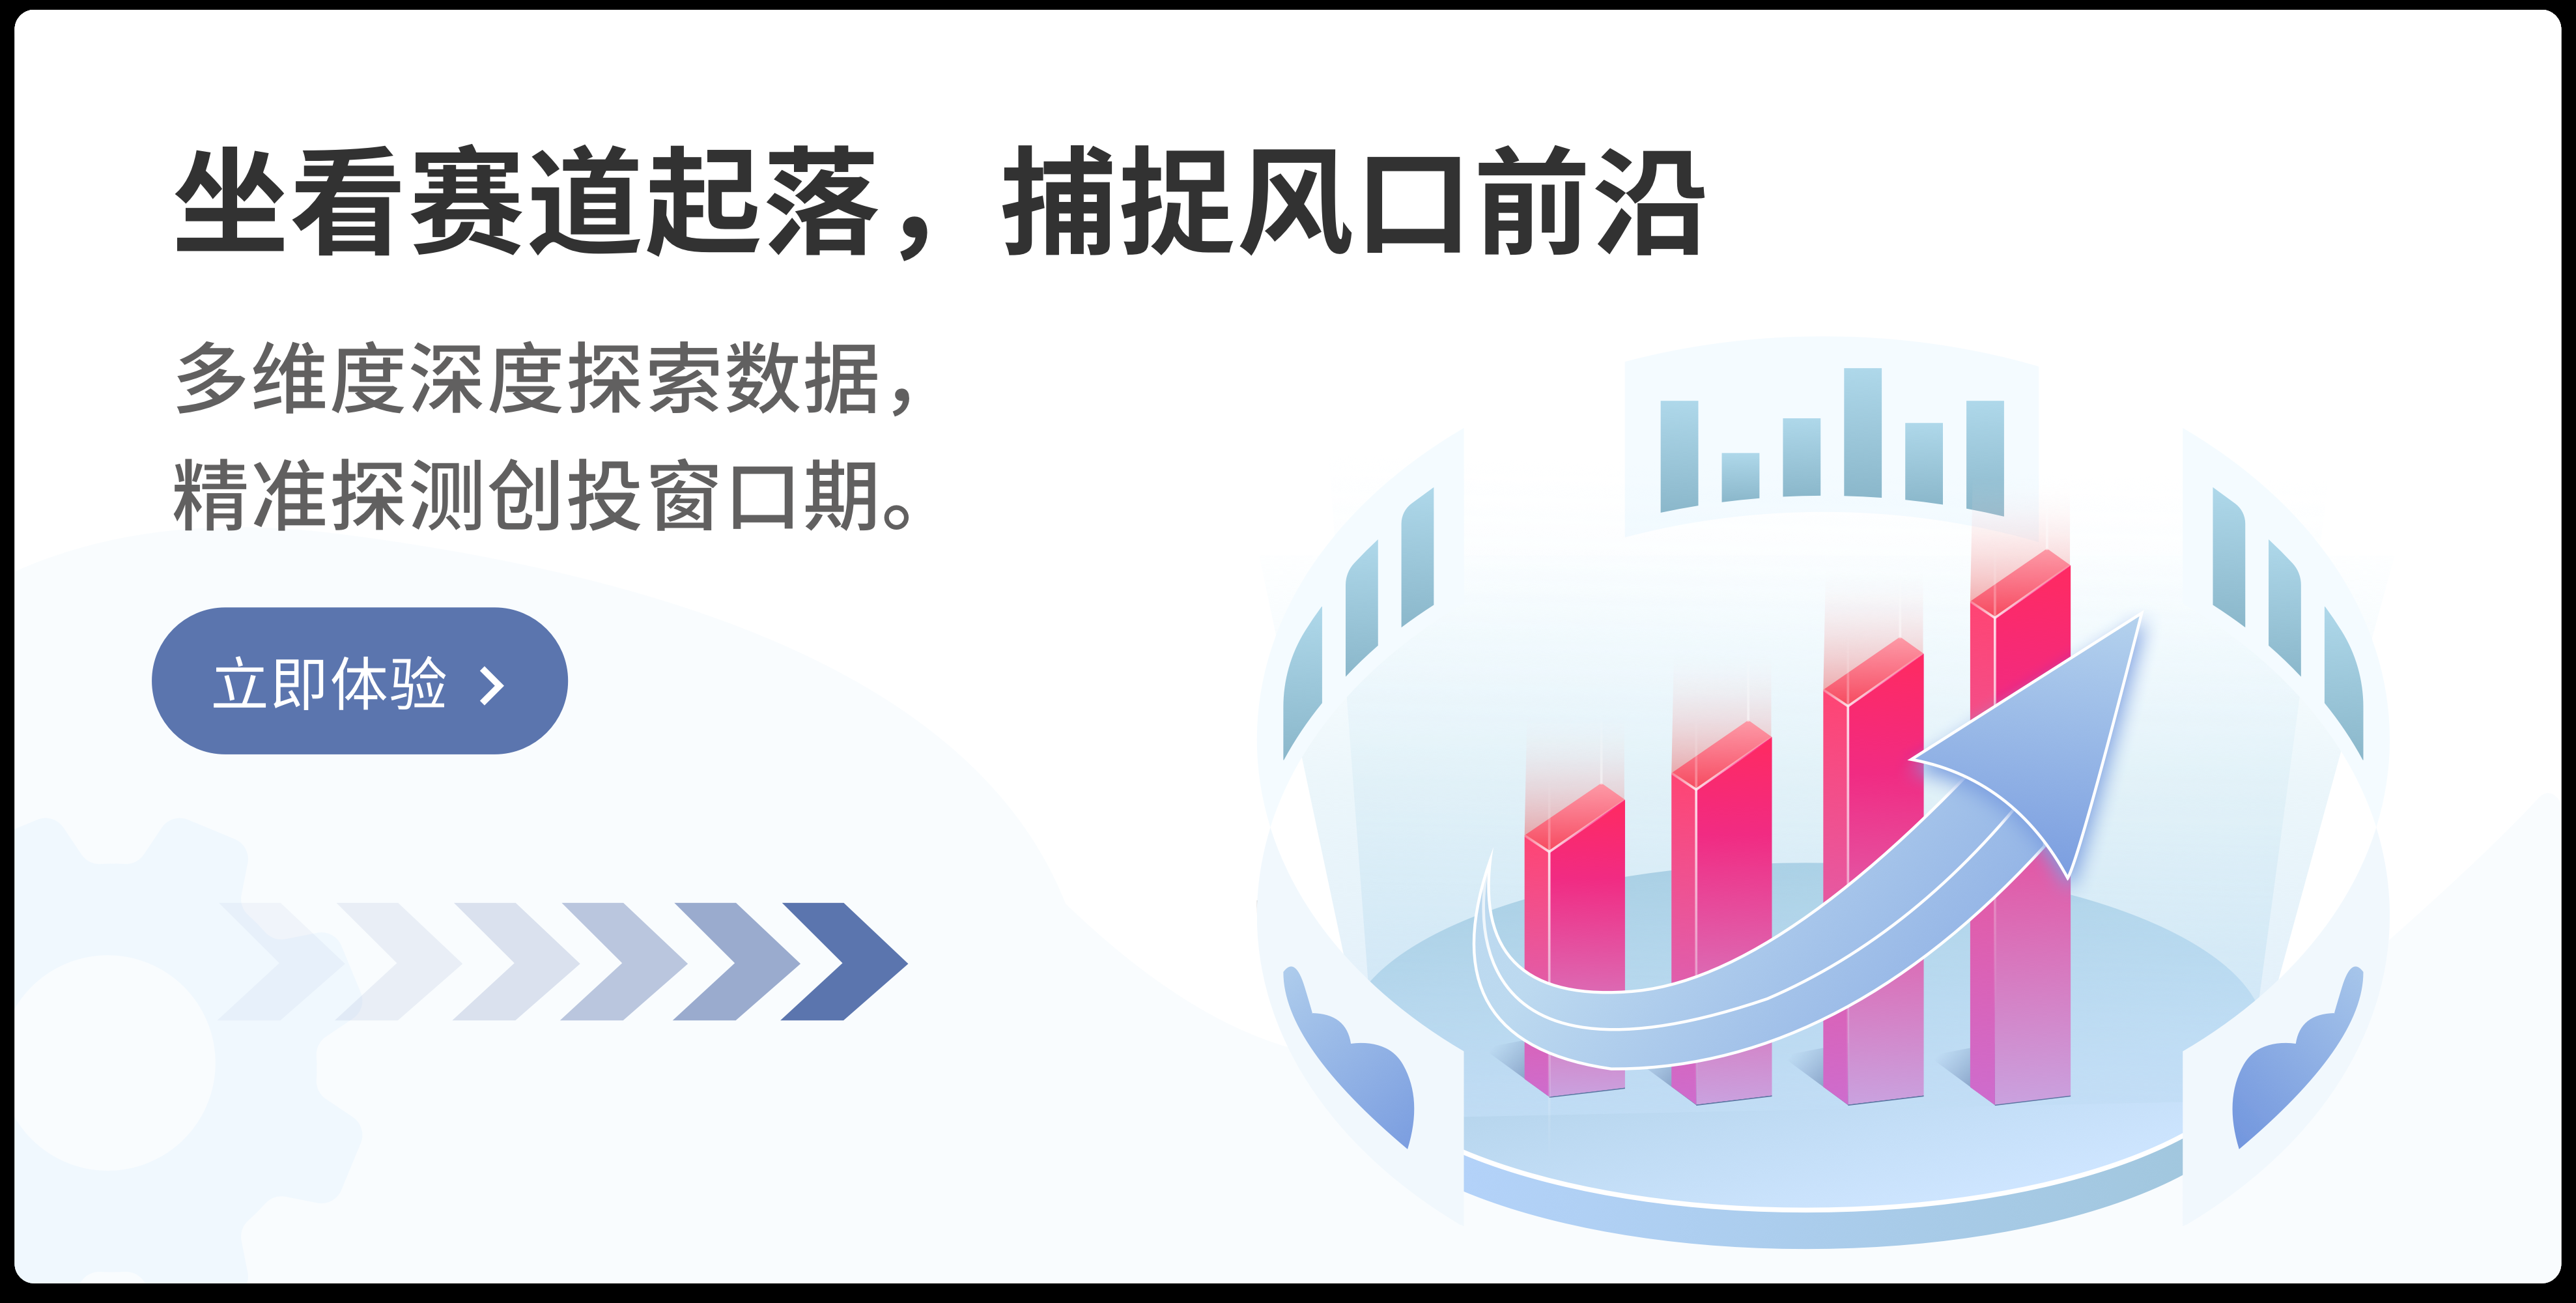 坐看赛道起落，捕捉风口前沿
多维度深度探索数据，
精准探测创投窗口期。
立即体验